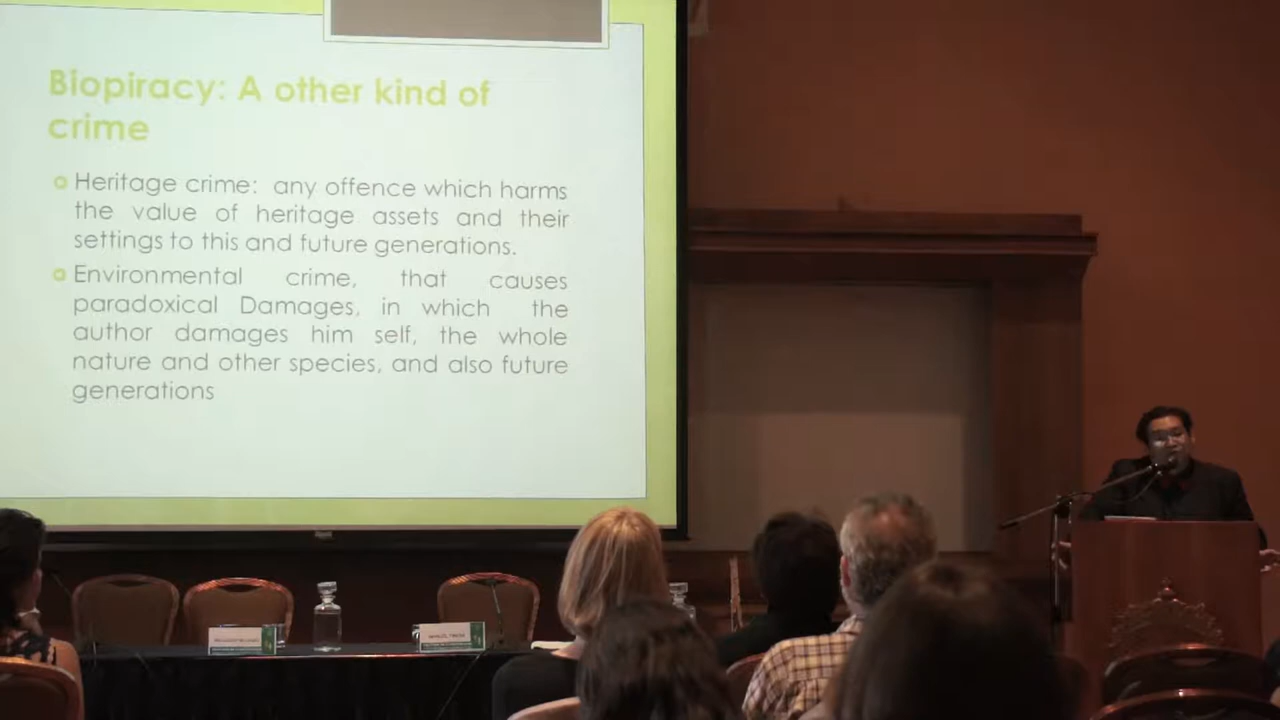 Biopiracy: A other kind of
crime
Heritage crime: any offence which harms
the value of heritage assets and their
settings to this and future generations.
Environmental crime, that causes
paradoxical Damages, in which the
author damages him self, the whole
nature and other species, and also future
generations